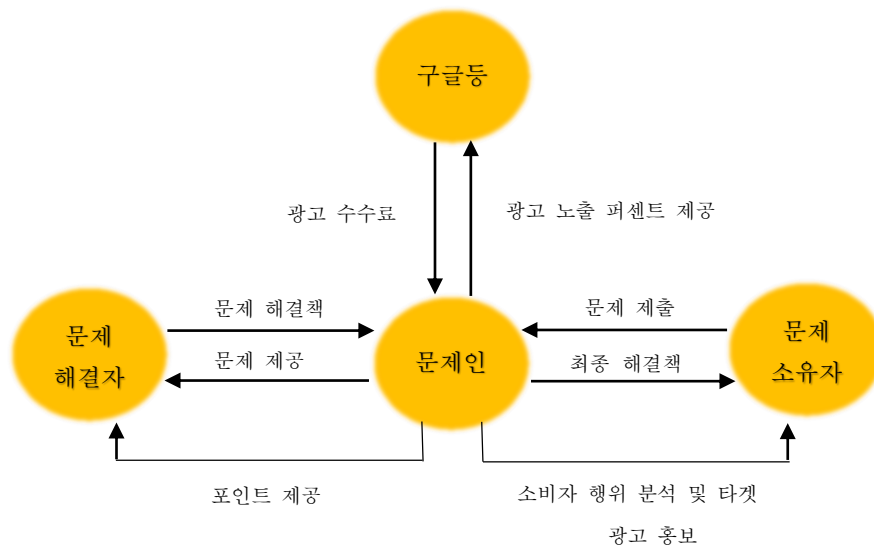 구글등
광고 수수료
광고 노출 퍼센트 제공
문제 해결책
문제 제출
문제
해결자
문제 제공
문제인
최종 해결책
문제
소유자
포인트 제공
소비자 행위 분석 및 타겟
광고 홍보